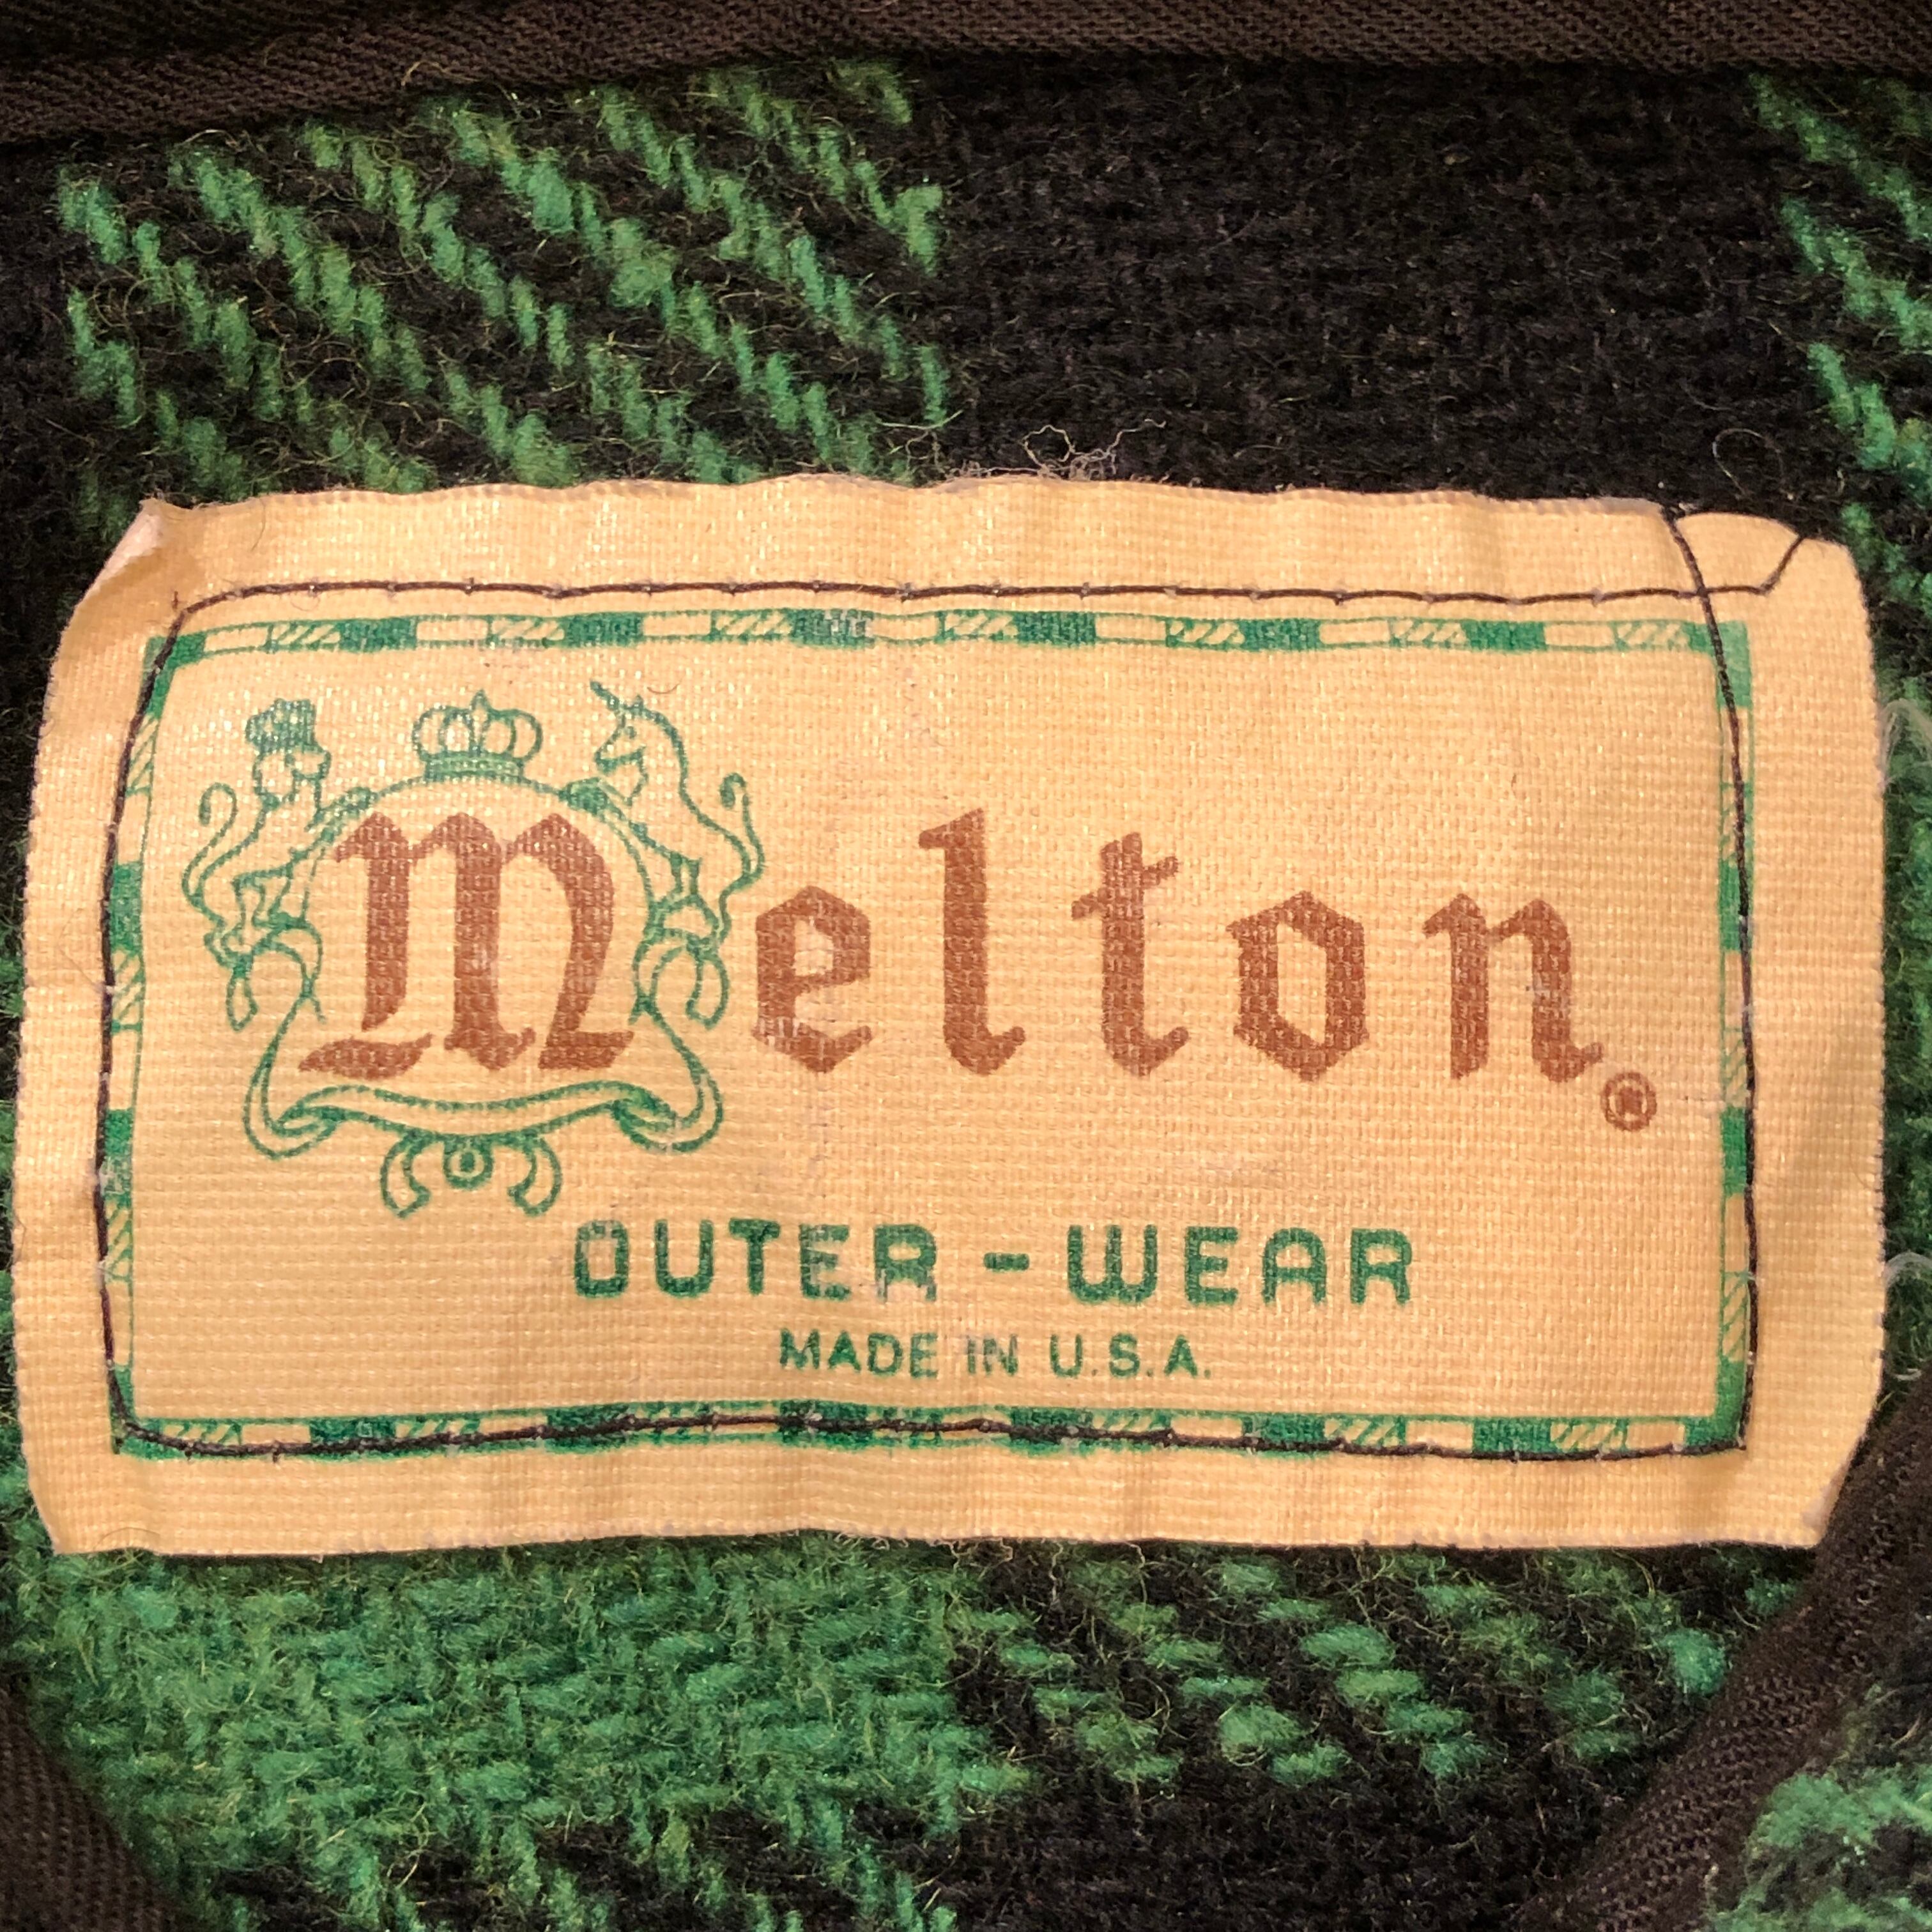 Melton®
OUTER - WEAR
MADE IN U.S.A.